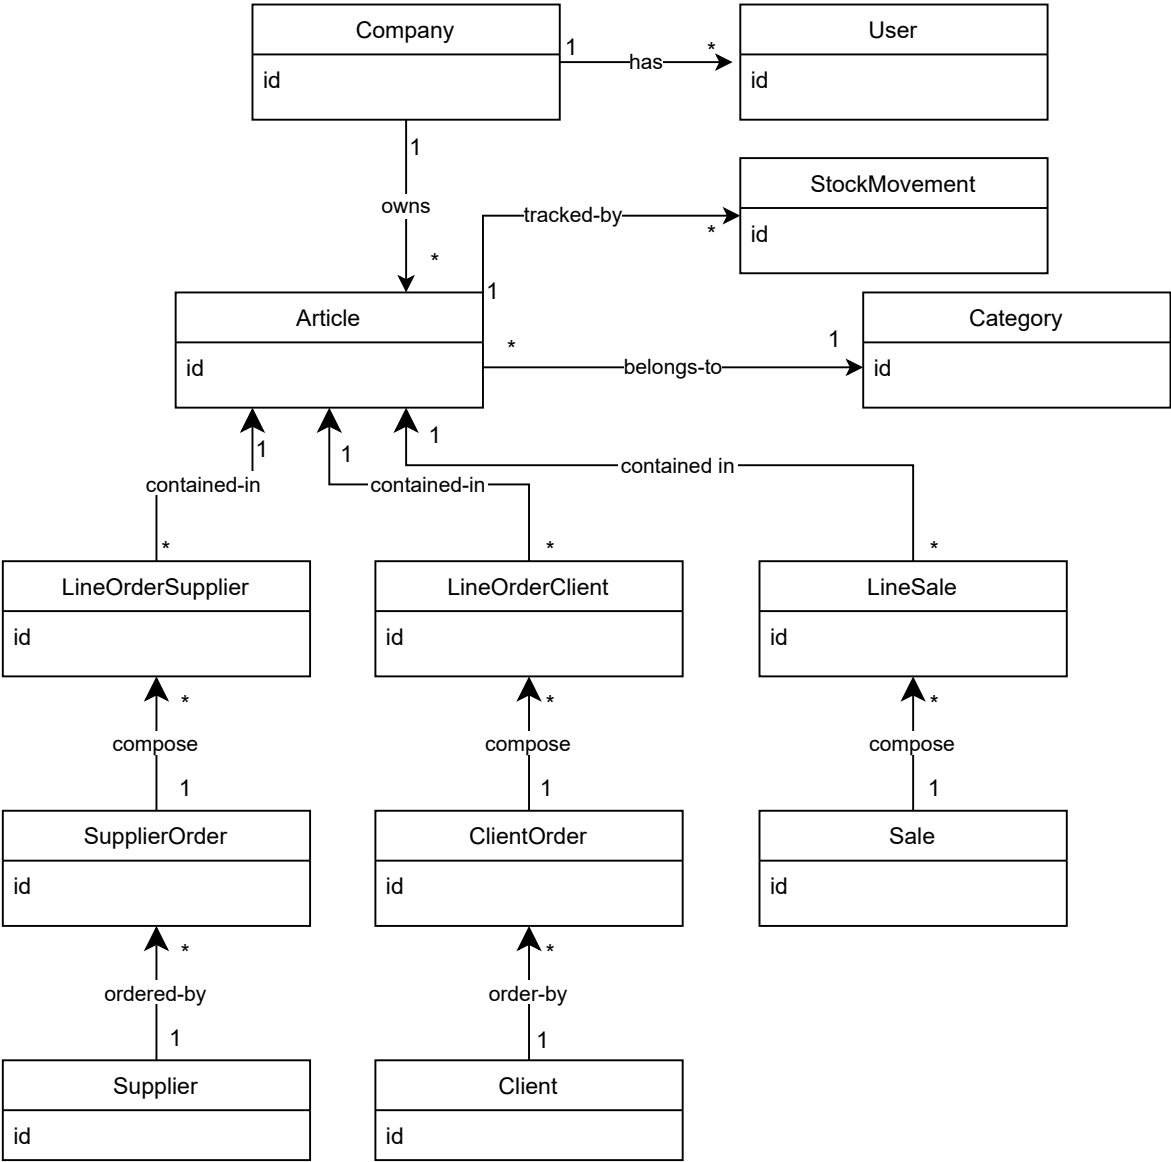 Company
id
1
has
*
User
id
1
owns
*
StockMovement
id
tracked-by
*
1
Article
id
*
belongs-to
1
Category
id
1
contained-in
*
1
contained-in
*
1
contained in
*
LineOrderSupplier
id
LineOrderClient
id
LineSale
id
*
compose
1
*
compose
1
*
compose
1
SupplierOrder
id
ClientOrder
id
Sale
id
*
ordered-by
1
*
order-by
1
Supplier
id
Client
id